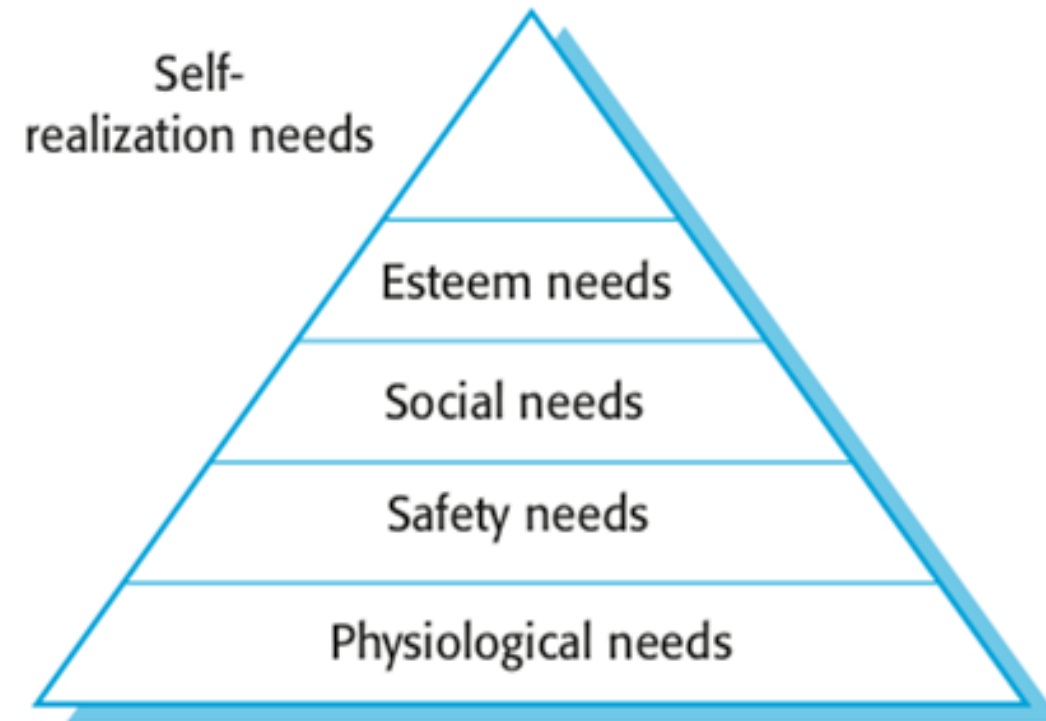 Self-
realization needs
Esteem needs
Social needs
Safety needs
Physiological needs